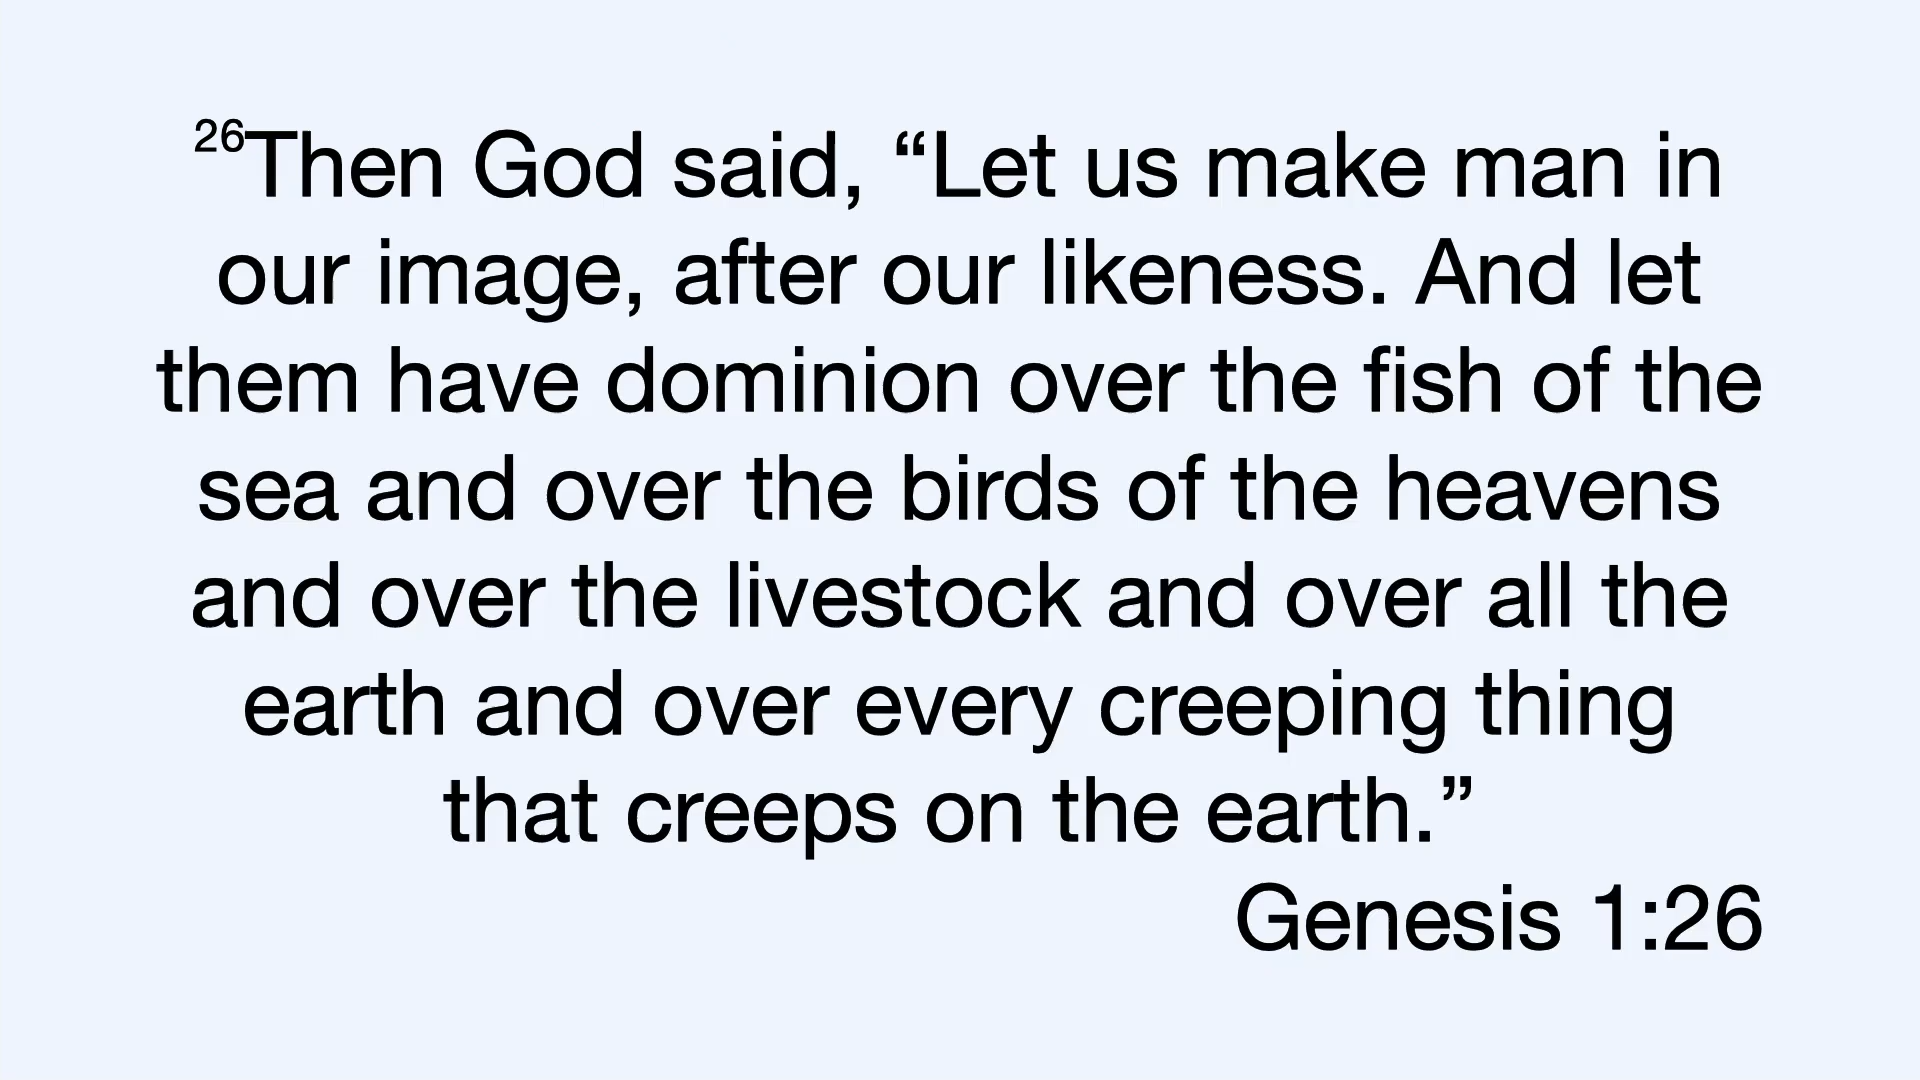 26Then God said, “Let us make man in
our image, after our likeness. And let
them have dominion over the fish of the
sea and over the birds of the heavens
and over the livestock and over all the
earth and over every creeping thing
that creeps on the earth.”
Genesis 1:26